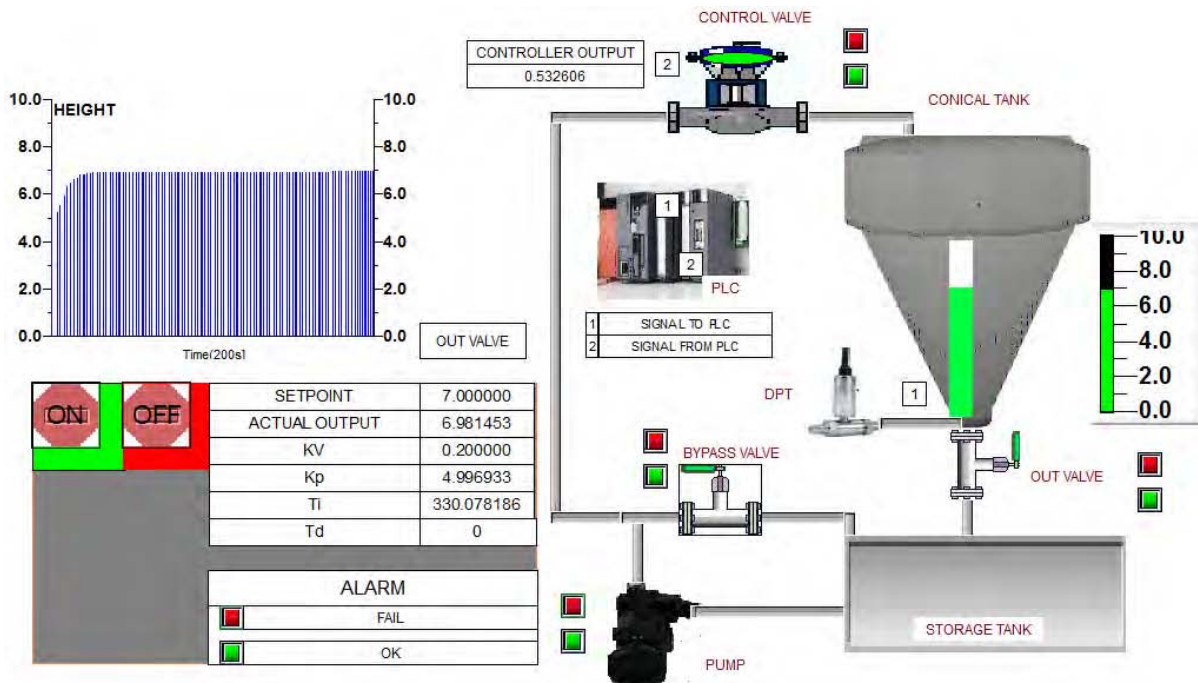 CONTROL VALVE
CONTROLLER OUTPUT
0.532606
2
CONICAL TANK
10.0
HEIGHT
10.0
8.0
8.0
6.0
6.0
4.0
4.0
2.0
2.0
0.0
0.0
Time(200s)
OUT VALVE
1
2
PLC
1 SIGNAL TO PLC
2 SIGNAL FROM PLC
10.0
8.0
6.0
4.0
2.0
0.0
DPT
1
ON
OFF
SETPOINT 7.000000
ACTUAL OUTPUT 6.981453
KV 0.200000
Kp 4.996933
Ti 330.078186
Td 0
BYPASS VALVE
OUT VALVE
ALARM
FAIL
OK
PUMP
STORAGE TANK